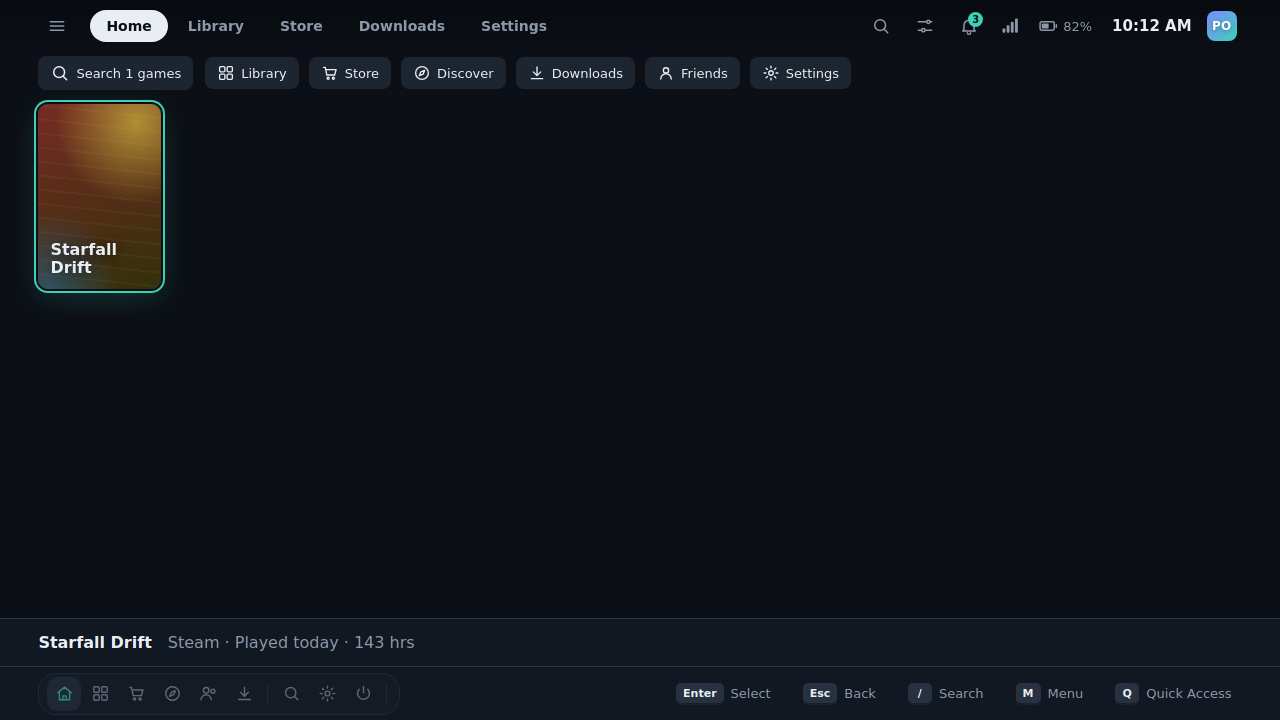 Home Library Store Downloads Settings 3 82% 10:12 AM PO
Search 1 games Library Store Discover Downloads Friends Settings
Starfall
Drift
Starfall Drift Steam · Played today · 143 hrs
Enter Select Esc Back / Search M Menu Q Quick Access